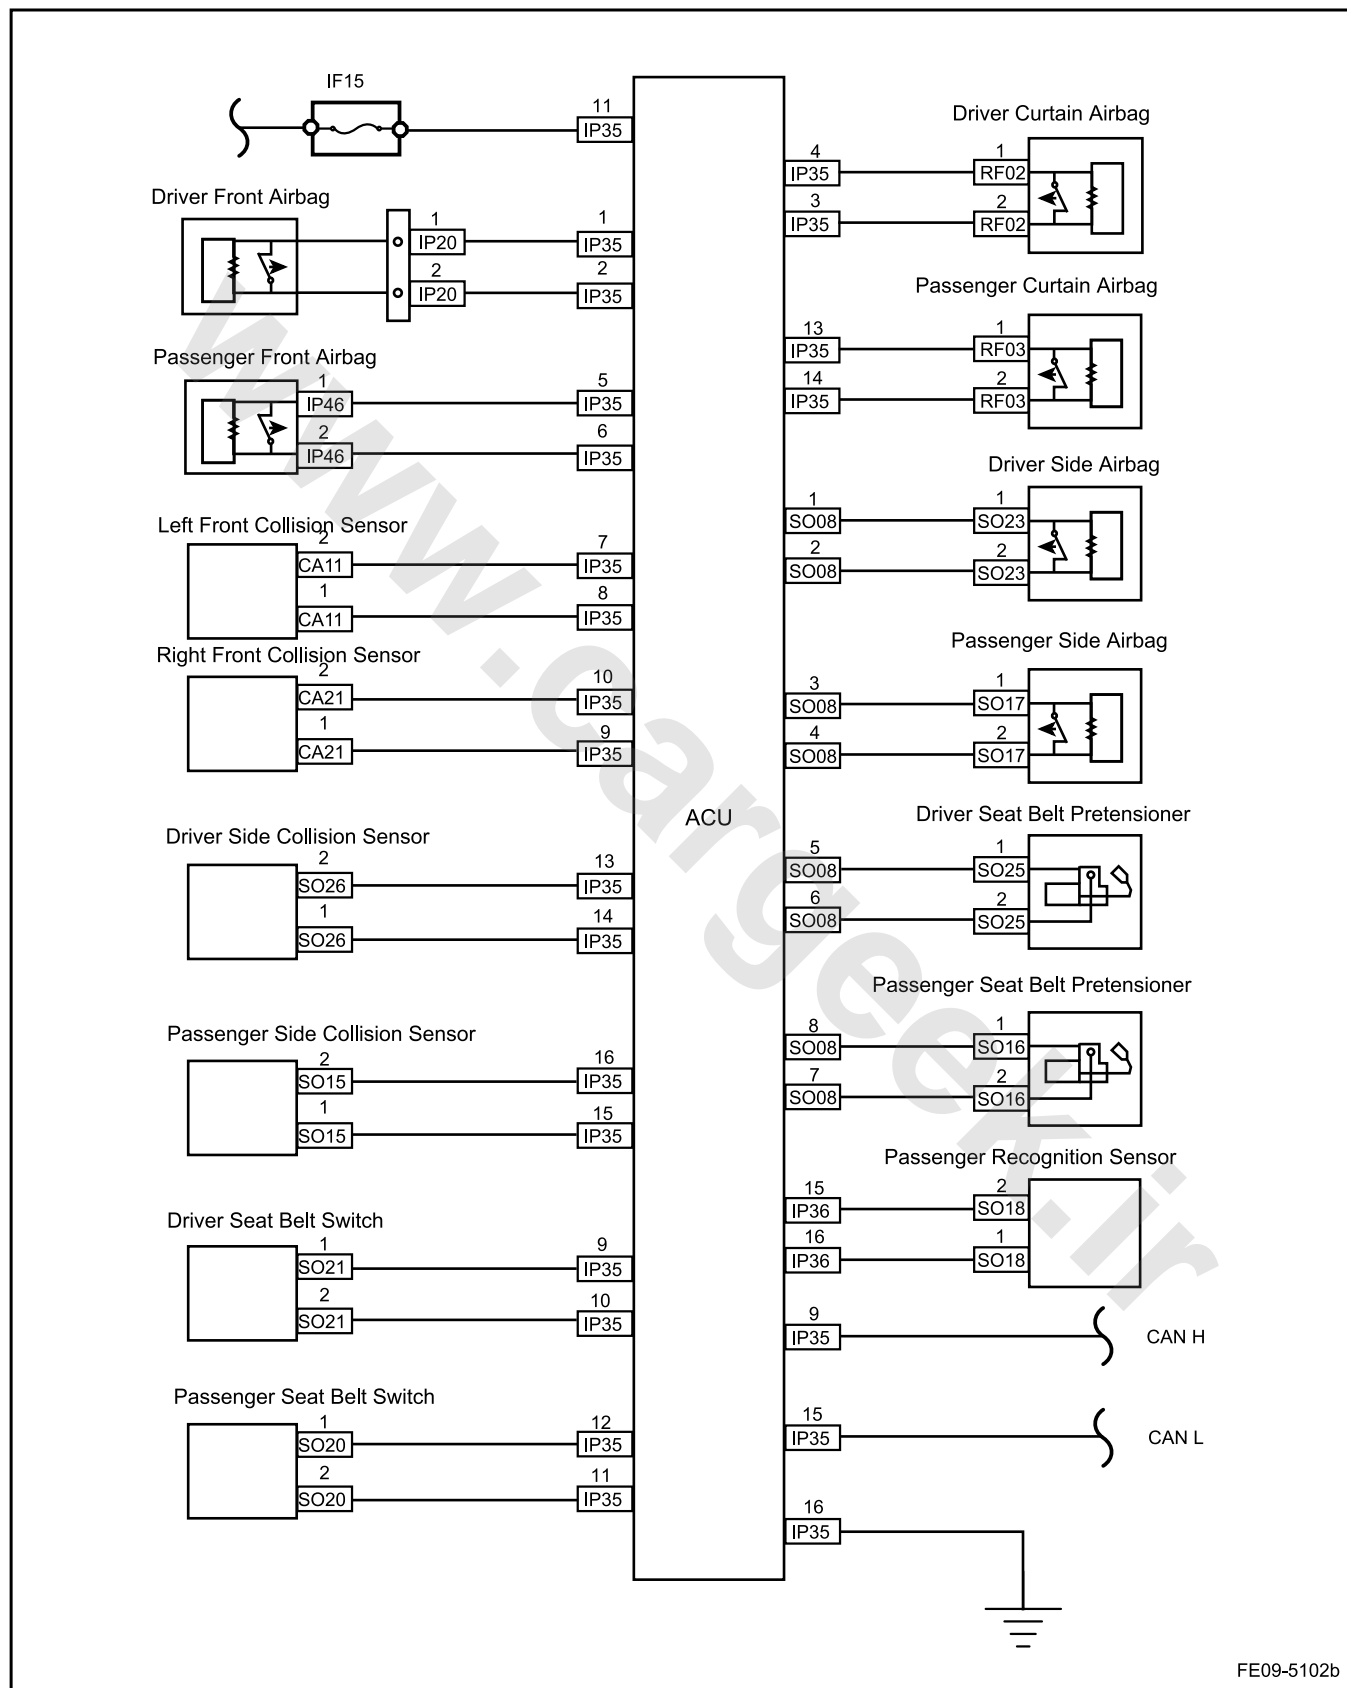 IF15
11
IP35
Driver Front Airbag
1
IP20
1
IP35
2
IP20
2
IP35
Passenger Front Airbag
1
IP46
5
IP35
2
IP46
6
IP35
Left Front Collision Sensor
2
CA11
7
IP35
1
CA11
8
IP35
Right Front Collision Sensor
2
CA21
10
IP35
1
CA21
9
IP35
Driver Side Collision Sensor
2
SO26
13
IP35
1
SO26
14
IP35
Passenger Side Collision Sensor
2
SO15
16
IP35
1
SO15
15
IP35
Driver Seat Belt Switch
1
SO21
9
IP35
2
SO21
10
IP35
Passenger Seat Belt Switch
1
SO20
12
IP35
2
SO20
11
IP35
ACU
Driver Curtain Airbag
4
IP35
1
RF02
3
IP35
2
RF02
Passenger Curtain Airbag
13
IP35
1
RF03
14
IP35
2
RF03
Driver Side Airbag
1
SO08
1
SO23
2
SO08
2
SO23
Passenger Side Airbag
3
SO08
1
SO17
4
SO08
2
SO17
Driver Seat Belt Pretensioner
5
SO08
1
SO25
6
SO08
2
SO25
Passenger Seat Belt Pretensioner
8
SO08
1
SO16
7
SO08
2
SO16
Passenger Recognition Sensor
15
IP36
2
SO18
16
IP36
1
SO18
9
IP35
CAN H
15
IP35
CAN L
16
IP35
FE09-5102b
www.cargeek.ir